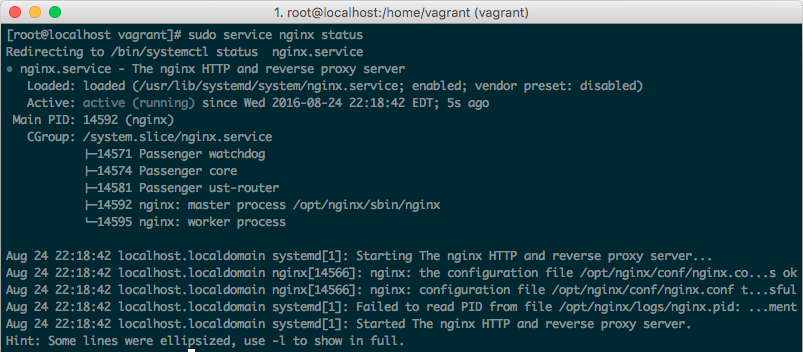 1. root@localhost:/home/vagrant (vagrant)
[root@localhost vagrant]# sudo service nginx status
Redirecting to /bin/systemctl status  nginx.service
● nginx.service - The nginx HTTP and reverse proxy server
   Loaded: loaded (/usr/lib/systemd/system/nginx.service; enabled; vendor preset: disabled)
   Active: active (running) since Wed 2016-08-24 22:18:42 EDT; 5s ago
 Main PID: 14592 (nginx)
   CGroup: /system.slice/nginx.service
           ├─14571 Passenger watchdog
           ├─14574 Passenger core
           ├─14581 Passenger ust-router
           ├─14592 nginx: master process /opt/nginx/sbin/nginx
           └─14595 nginx: worker process
Aug 24 22:18:42 localhost.localdomain systemd[1]: Starting The nginx HTTP and reverse proxy server...
Aug 24 22:18:42 localhost.localdomain nginx[14566]: nginx: the configuration file /opt/nginx/conf/nginx.co...s ok
Aug 24 22:18:42 localhost.localdomain nginx[14566]: nginx: configuration file /opt/nginx/conf/nginx.conf t...sful
Aug 24 22:18:42 localhost.localdomain systemd[1]: Failed to read PID from file /opt/nginx/logs/nginx.pid: ...ment
Aug 24 22:18:42 localhost.localdomain systemd[1]: Started The nginx HTTP and reverse proxy server.
Hint: Some lines were ellipsized, use -l to show in full.